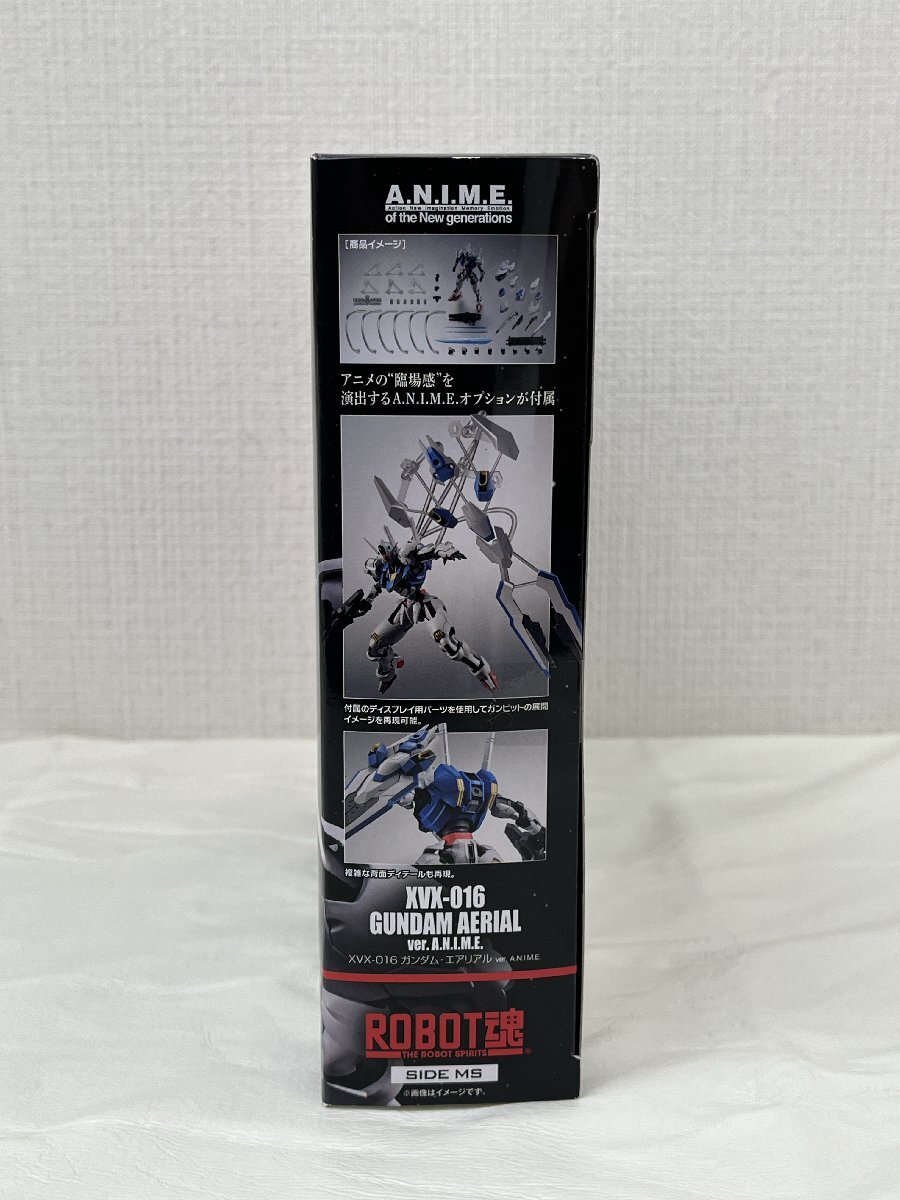 A.N.I.M.E.
Action New Imagination Memory Emotion
of the New generations
[商品イメージ]
アニメの“臨場感”を
演出するA.N.I.M.E.オプションが付属
付属のディスプレイ用パーツを使用してガンビットの展開
イメージを再現可能。
複雑な背面ディテールも再現。
XVX-016
GUNDAM AERIAL
ver. A.N.I.M.E.
XVX-016 ガンダム・エアリアル ver. A.N.I.M.E.
ROBOT魂
THE ROBOT SPIRITS
SIDE MS
※画像はイメージです。